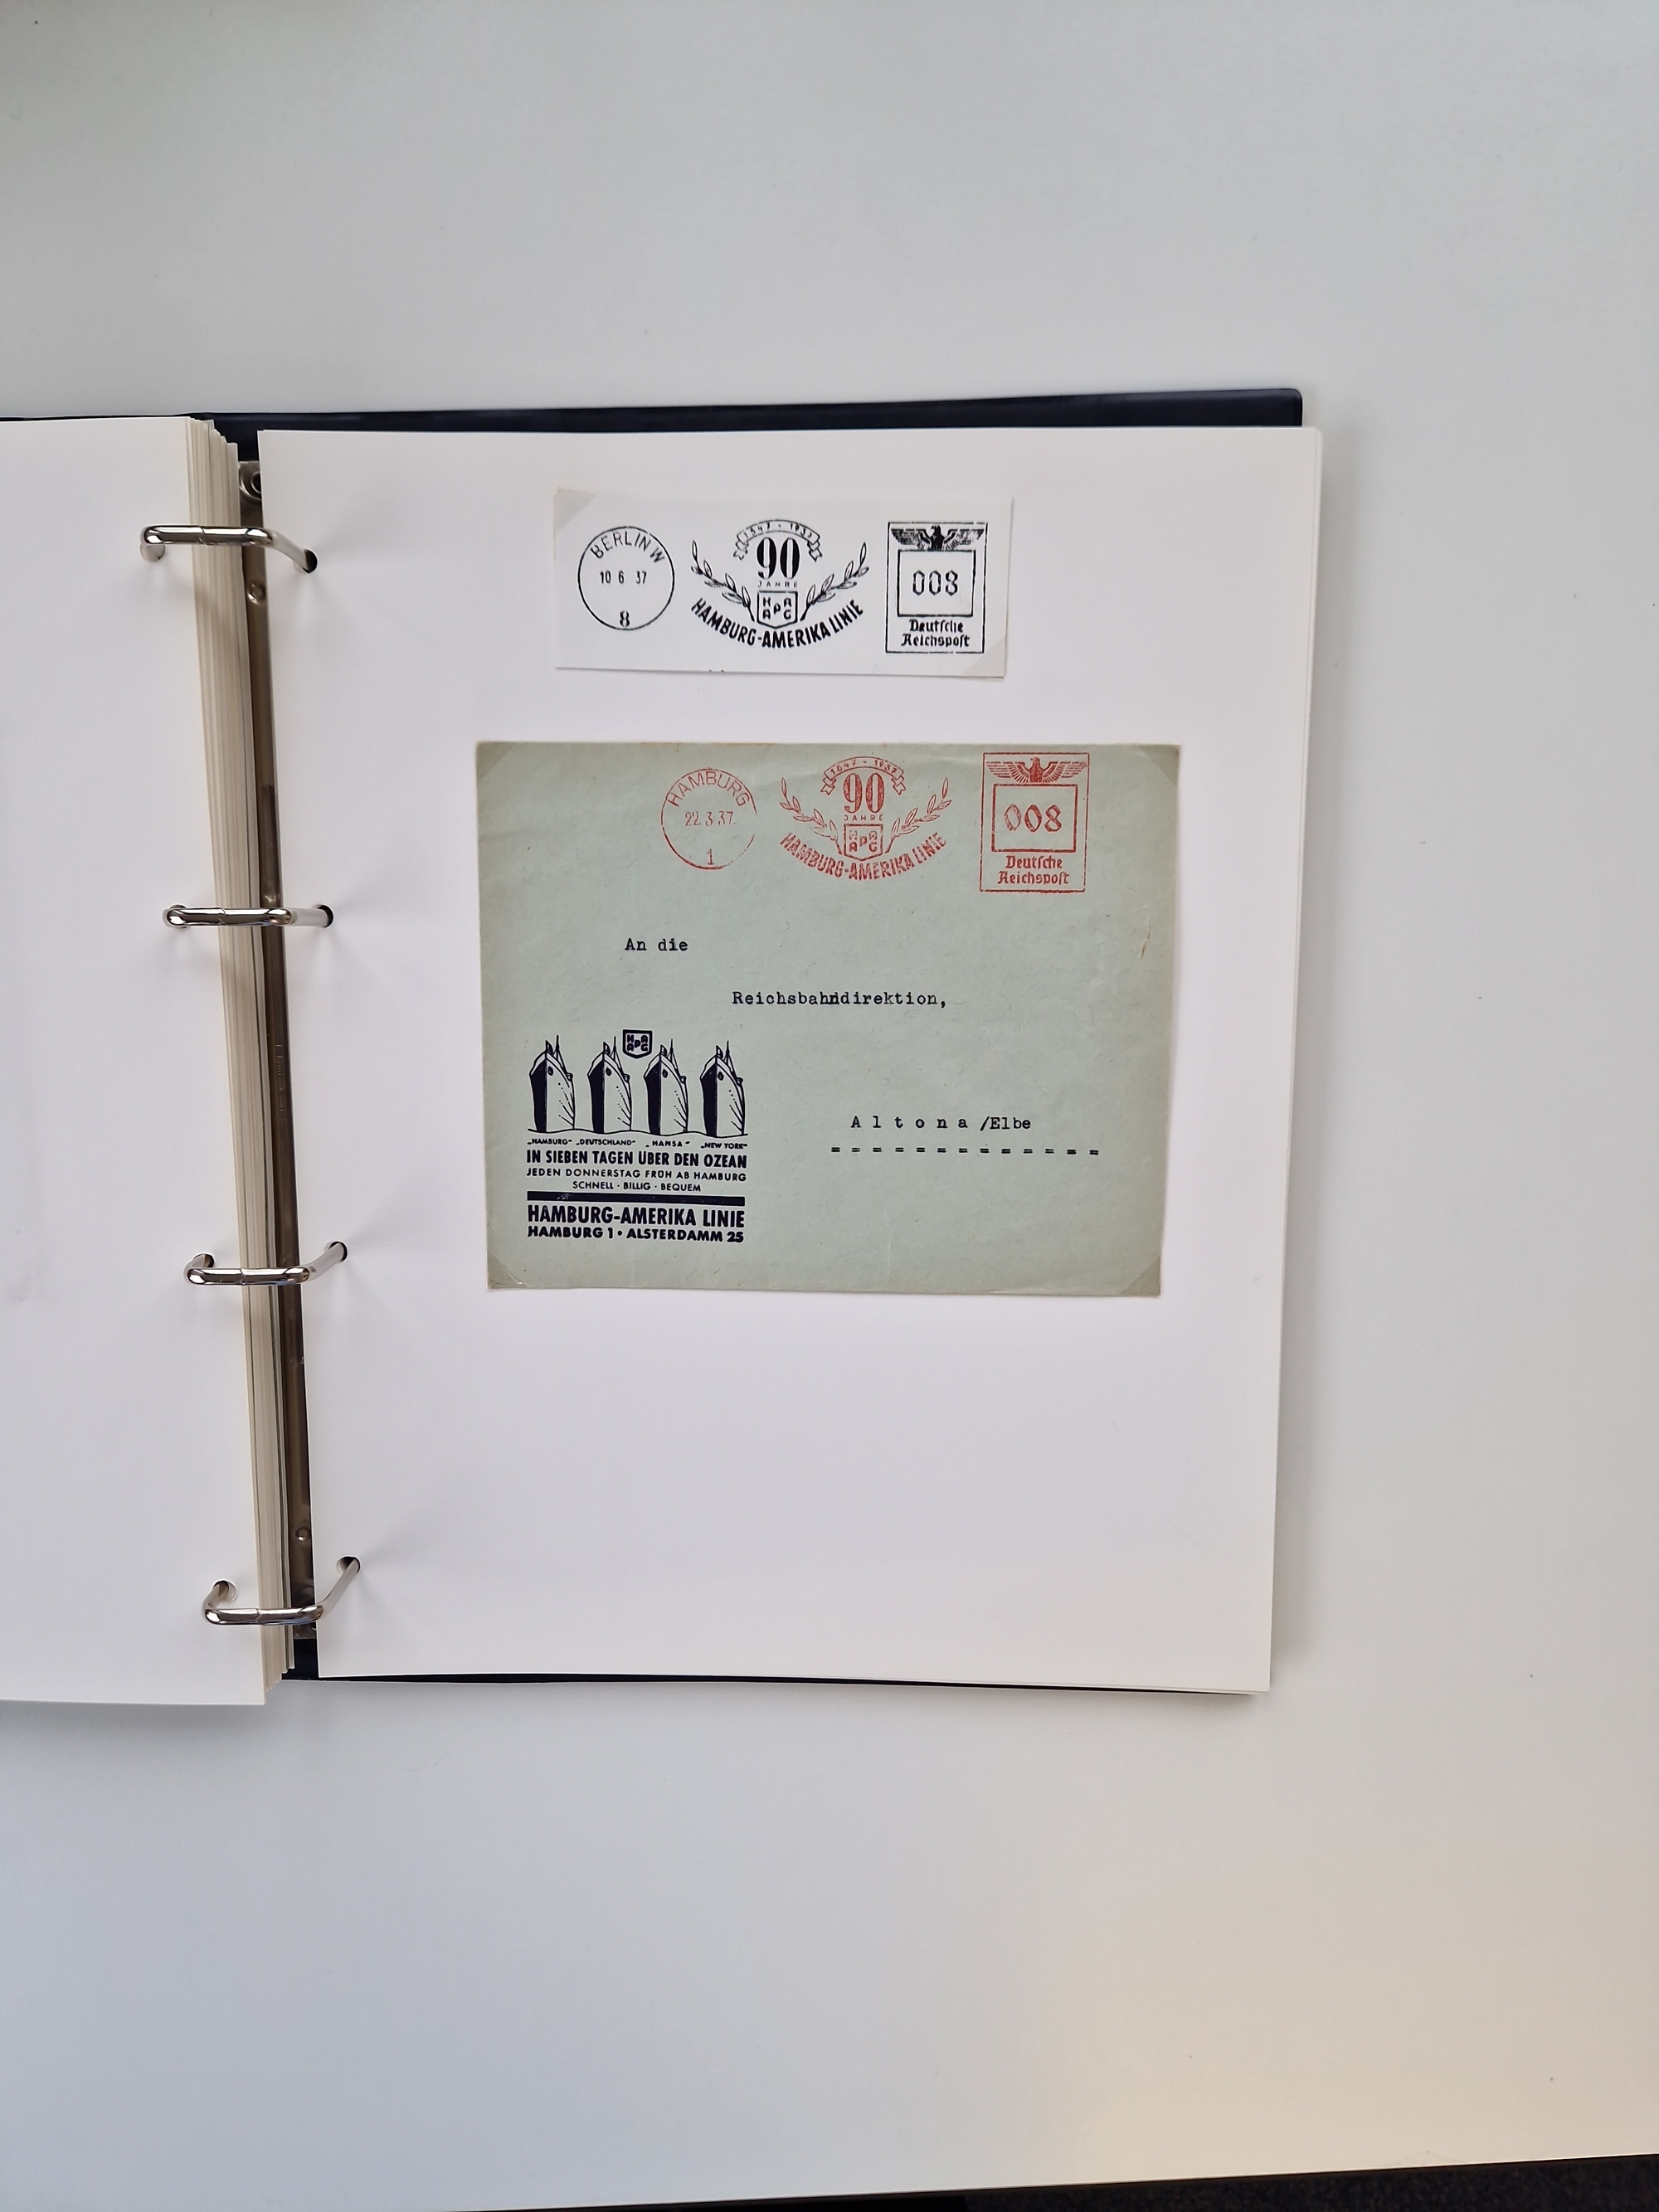 BERLIN W
10 6 37
8
1847 - 1937
90
JAHRE
HAPAG
HAMBURG-AMERIKA LINIE
008
Deutsche
Reichspost
HAMBURG
22.3.37.
1
1847 - 1937
90
JAHRE
HAPAG
HAMBURG-AMERIKA LINIE
008
Deutsche
Reichspost
An die
Reichsbahndirektion,
Altona/Elbe
HAPAG
„HAMBURG" „DEUTSCHLAND" „HANSA" „NEW YORK"
IN SIEBEN TAGEN ÜBER DEN OZEAN
JEDEN DONNERSTAG FRÜH AB HAMBURG
SCHNELL · BILLIG · BEQUEM
HAMBURG-AMERIKA LINIE
HAMBURG 1 • ALSTERDAMM 25